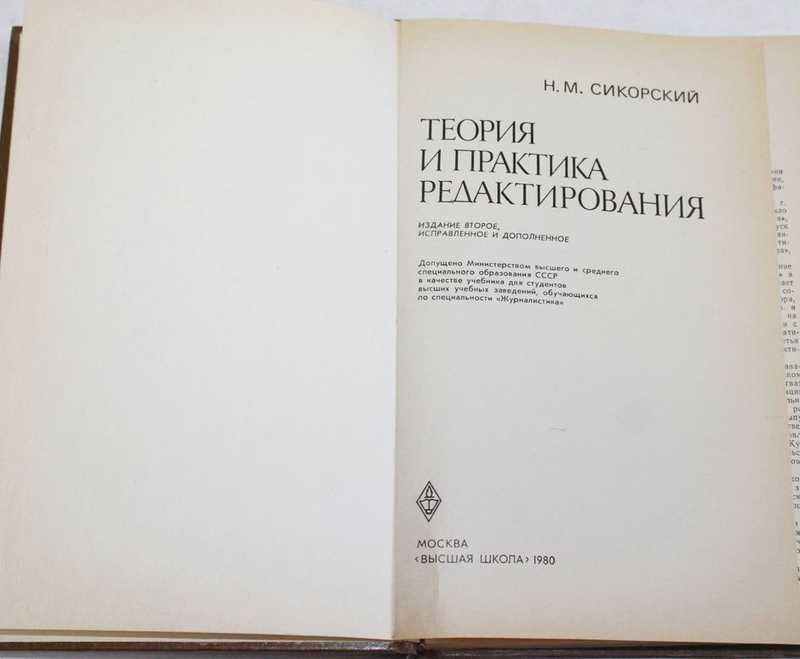 Н. М. СИКОРСКИЙ
ТЕОРИЯ
И ПРАКТИКА
РЕДАКТИРОВАНИЯ
ИЗДАНИЕ ВТОРОЕ,
ИСПРАВЛЕННОЕ И ДОПОЛНЕННОЕ
Допущено Министерством высшего и среднего
специального образования СССР
в качестве учебника для студентов
высших учебных заведений, обучающихся
по специальности «Журналистика»
МОСКВА
«ВЫСШАЯ ШКОЛА» 1980